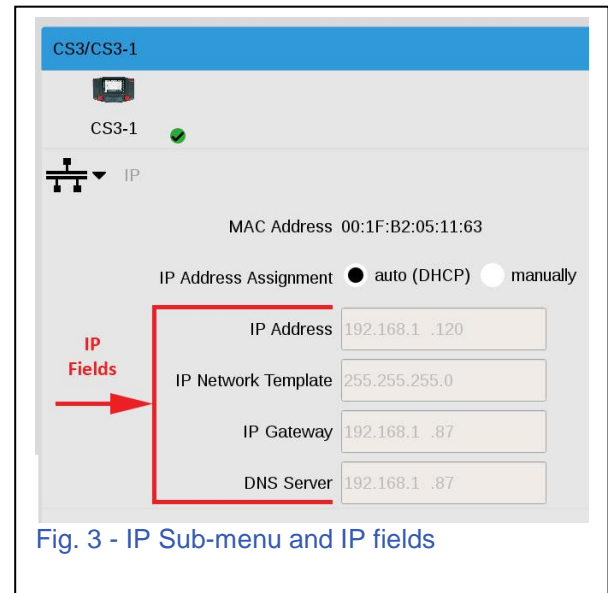 CS3/CS3-1
CS3-1
IP
MAC Address 00:1F:B2:05:11:63
IP Address Assignment auto (DHCP) manually
IP Address 192.168.1 .120
IP Fields
IP Network Template 255.255.255.0
IP Gateway 192.168.1 .87
DNS Server 192.168.1 .87
Fig. 3 - IP Sub-menu and IP fields